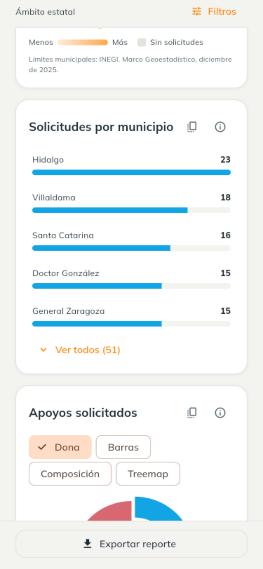 Ámbito estatal
Filtros
Menos
Más
Sin solicitudes
Límites municipales: INEGI. Marco Geoestadístico, diciembre
de 2025.
Solicitudes por municipio
Hidalgo 23
Villaldama 18
Santa Catarina 16
Doctor González 15
General Zaragoza 15
Ver todos (51)
Apoyos solicitados
Dona
Barras
Composición
Treemap
Exportar reporte